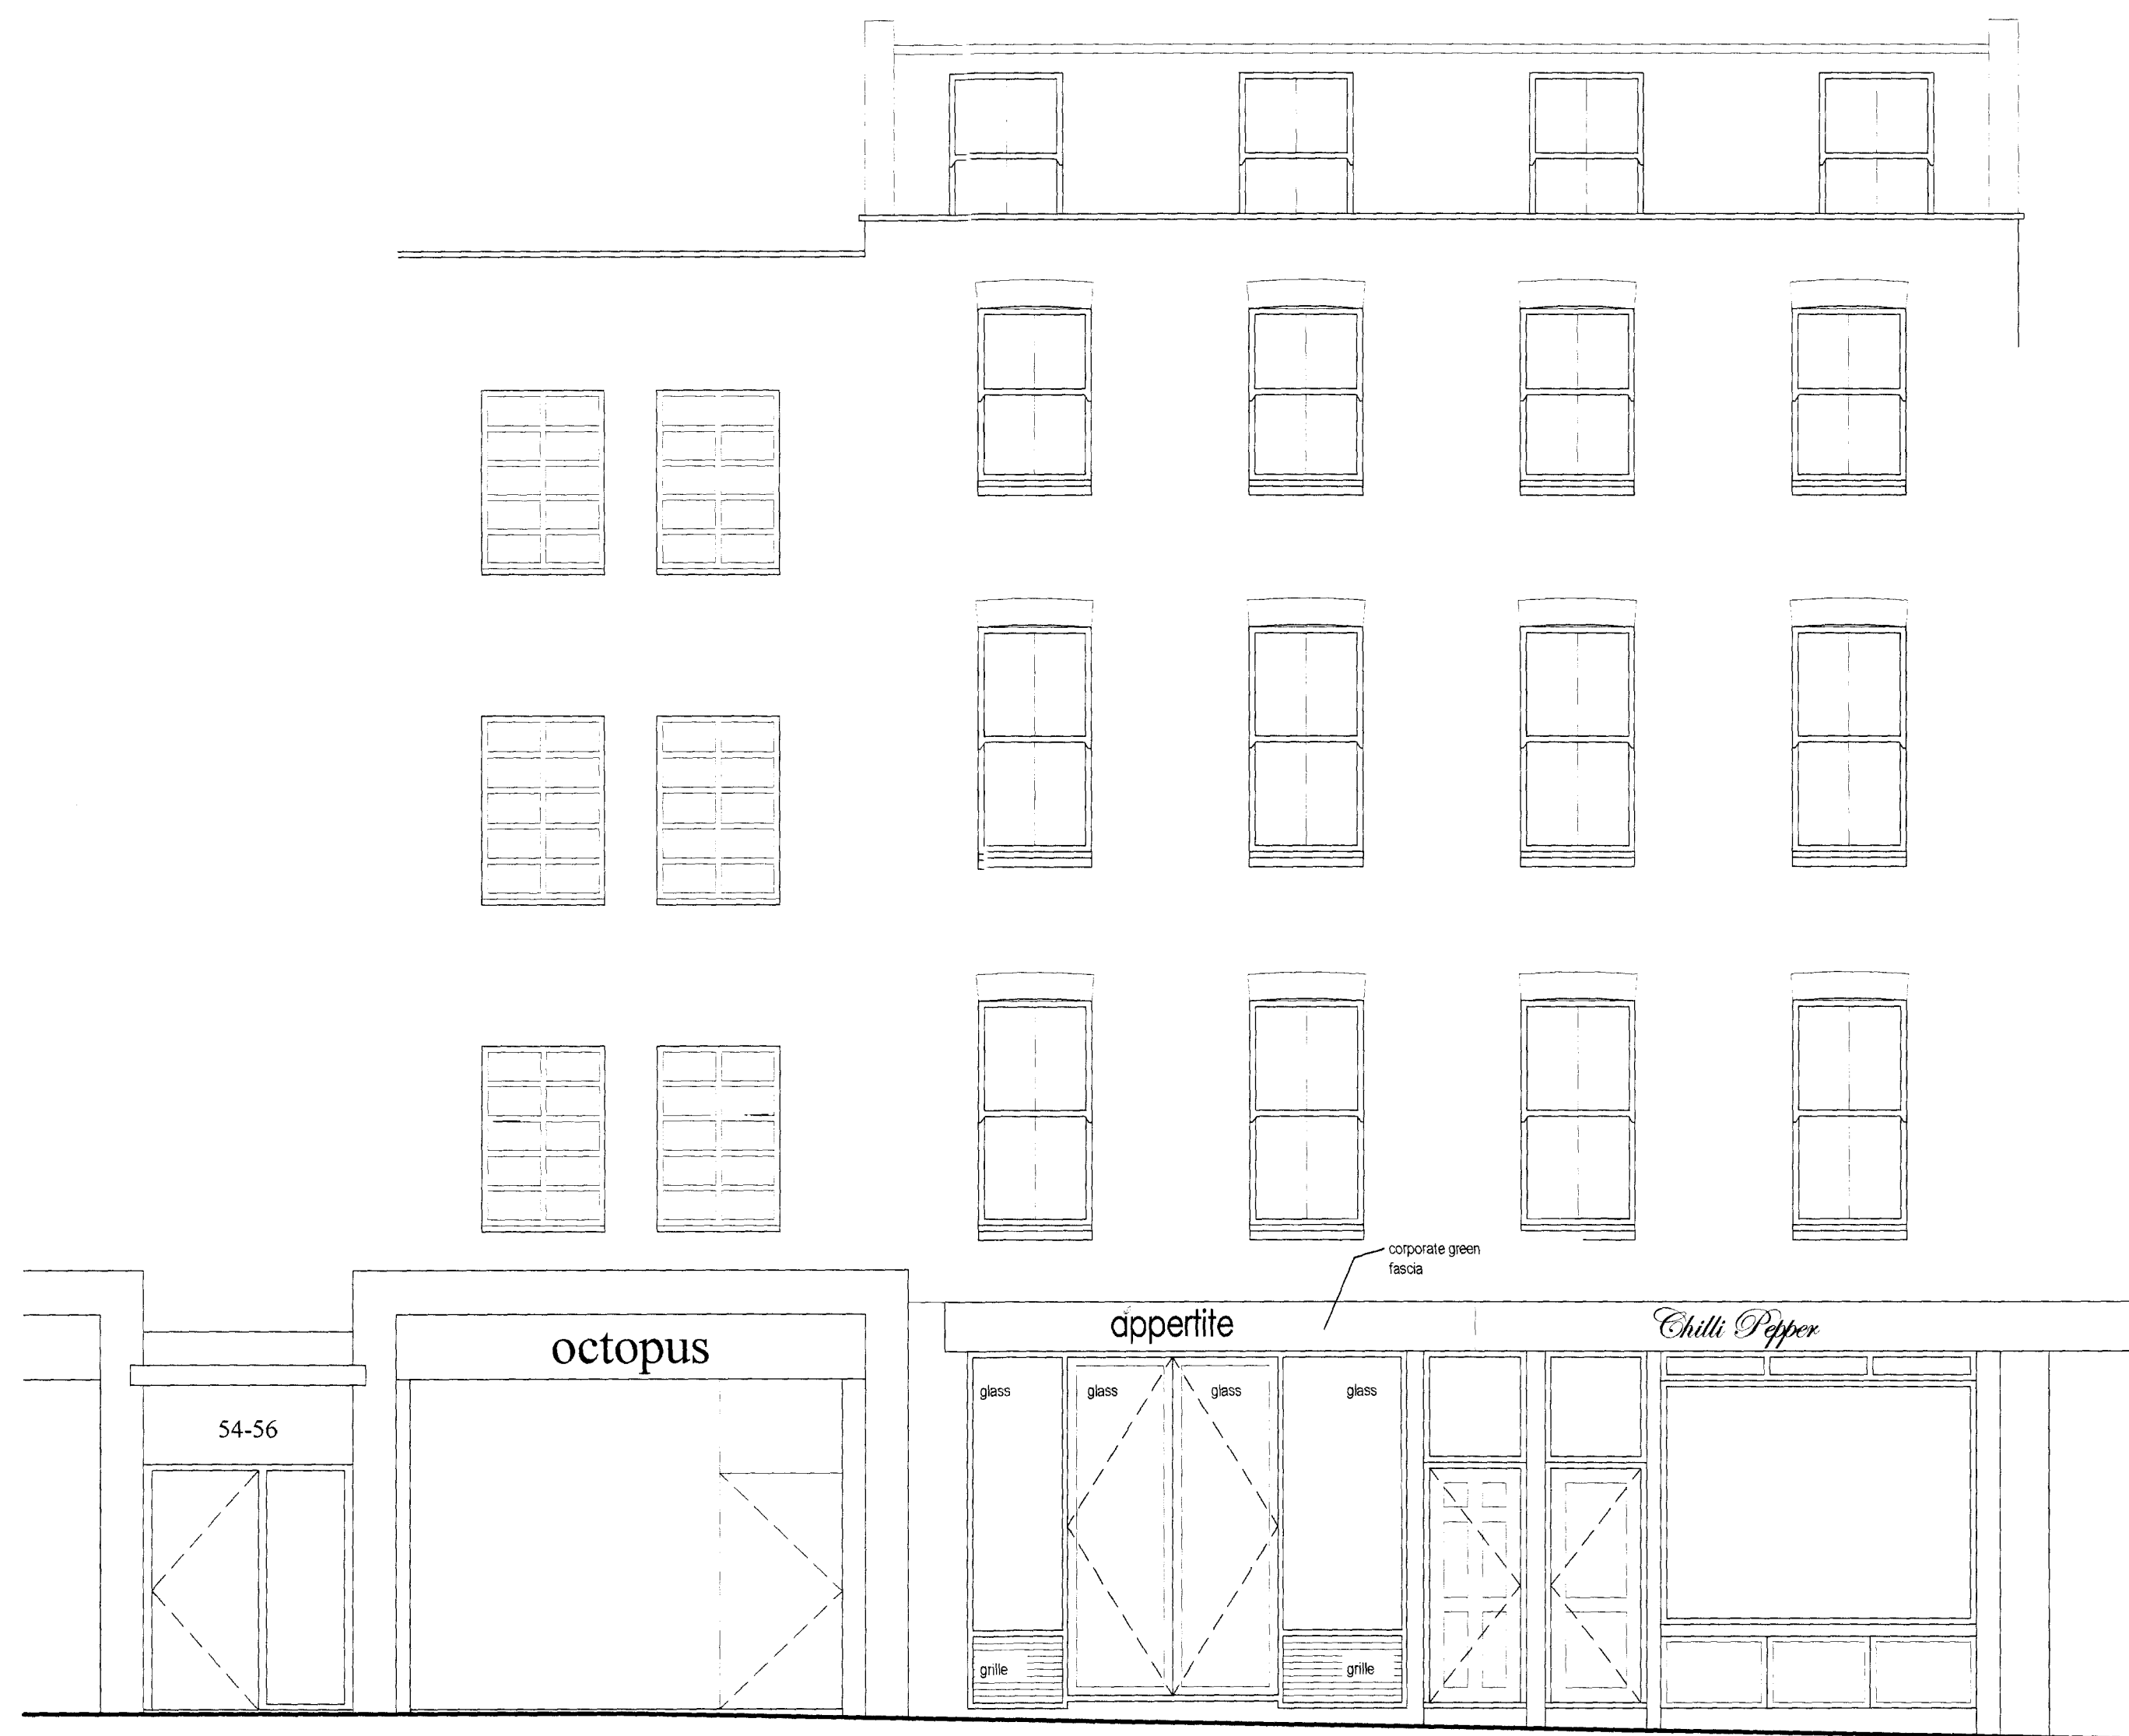 corporate green
fascia
appertite
Chilli Pepper
octopus
glass glass glass glass
54-56
grille grille